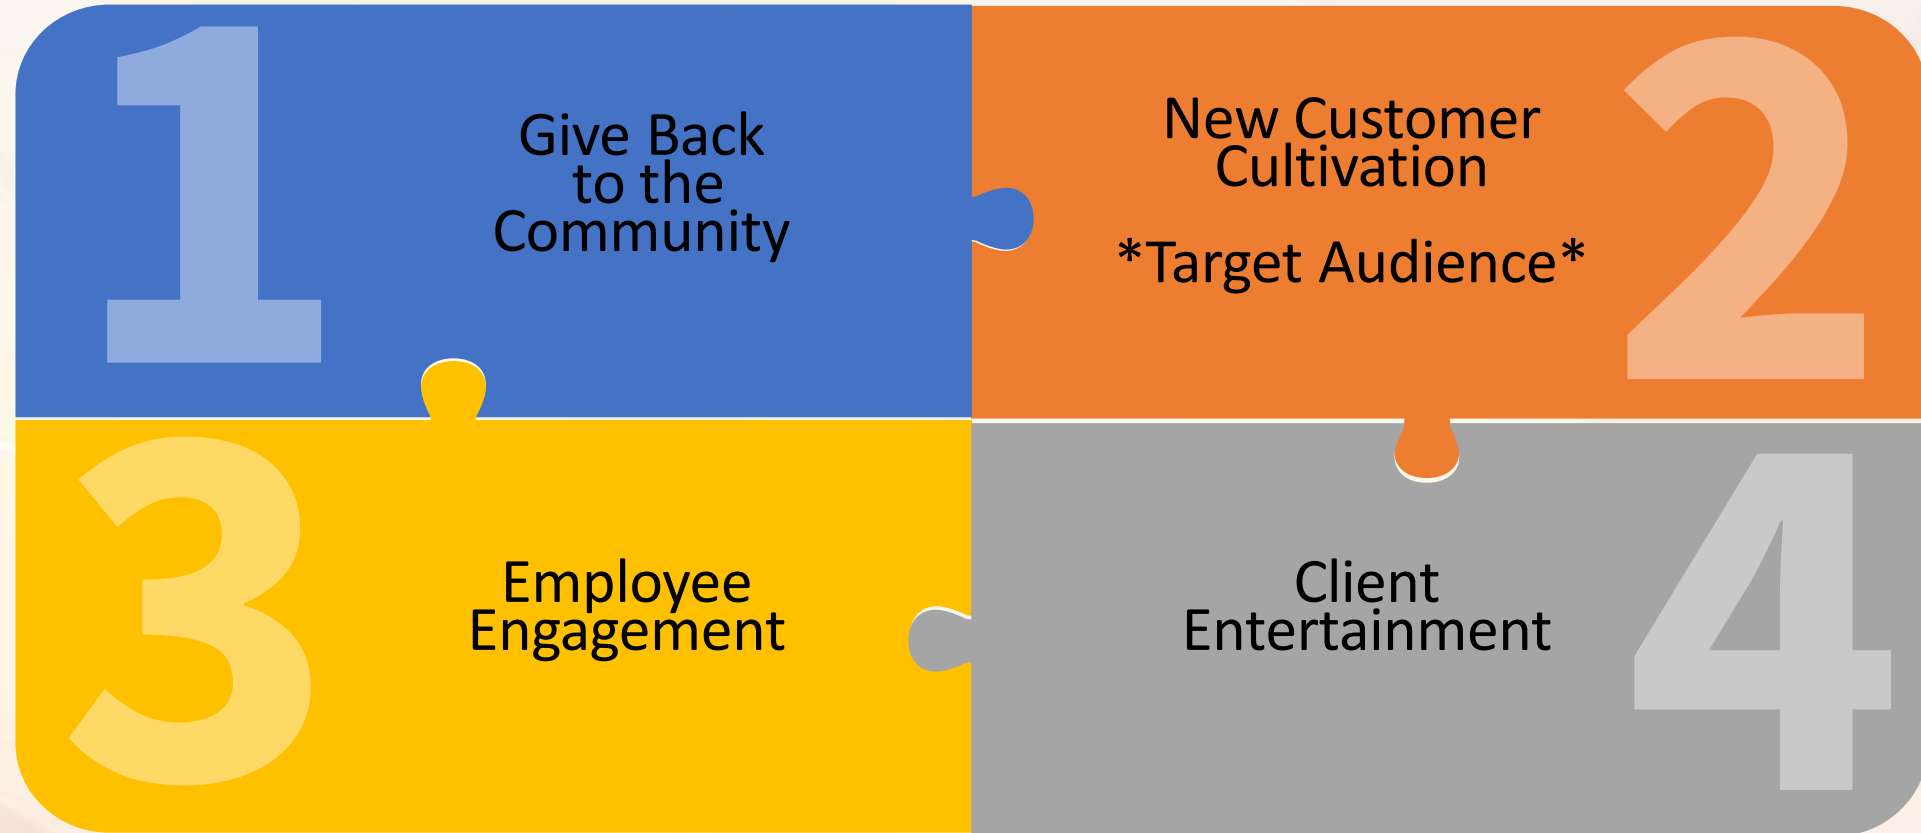 1
Give Back
to the
Community
2
New Customer
Cultivation
*Target Audience*
3
Employee
Engagement
4
Client
Entertainment